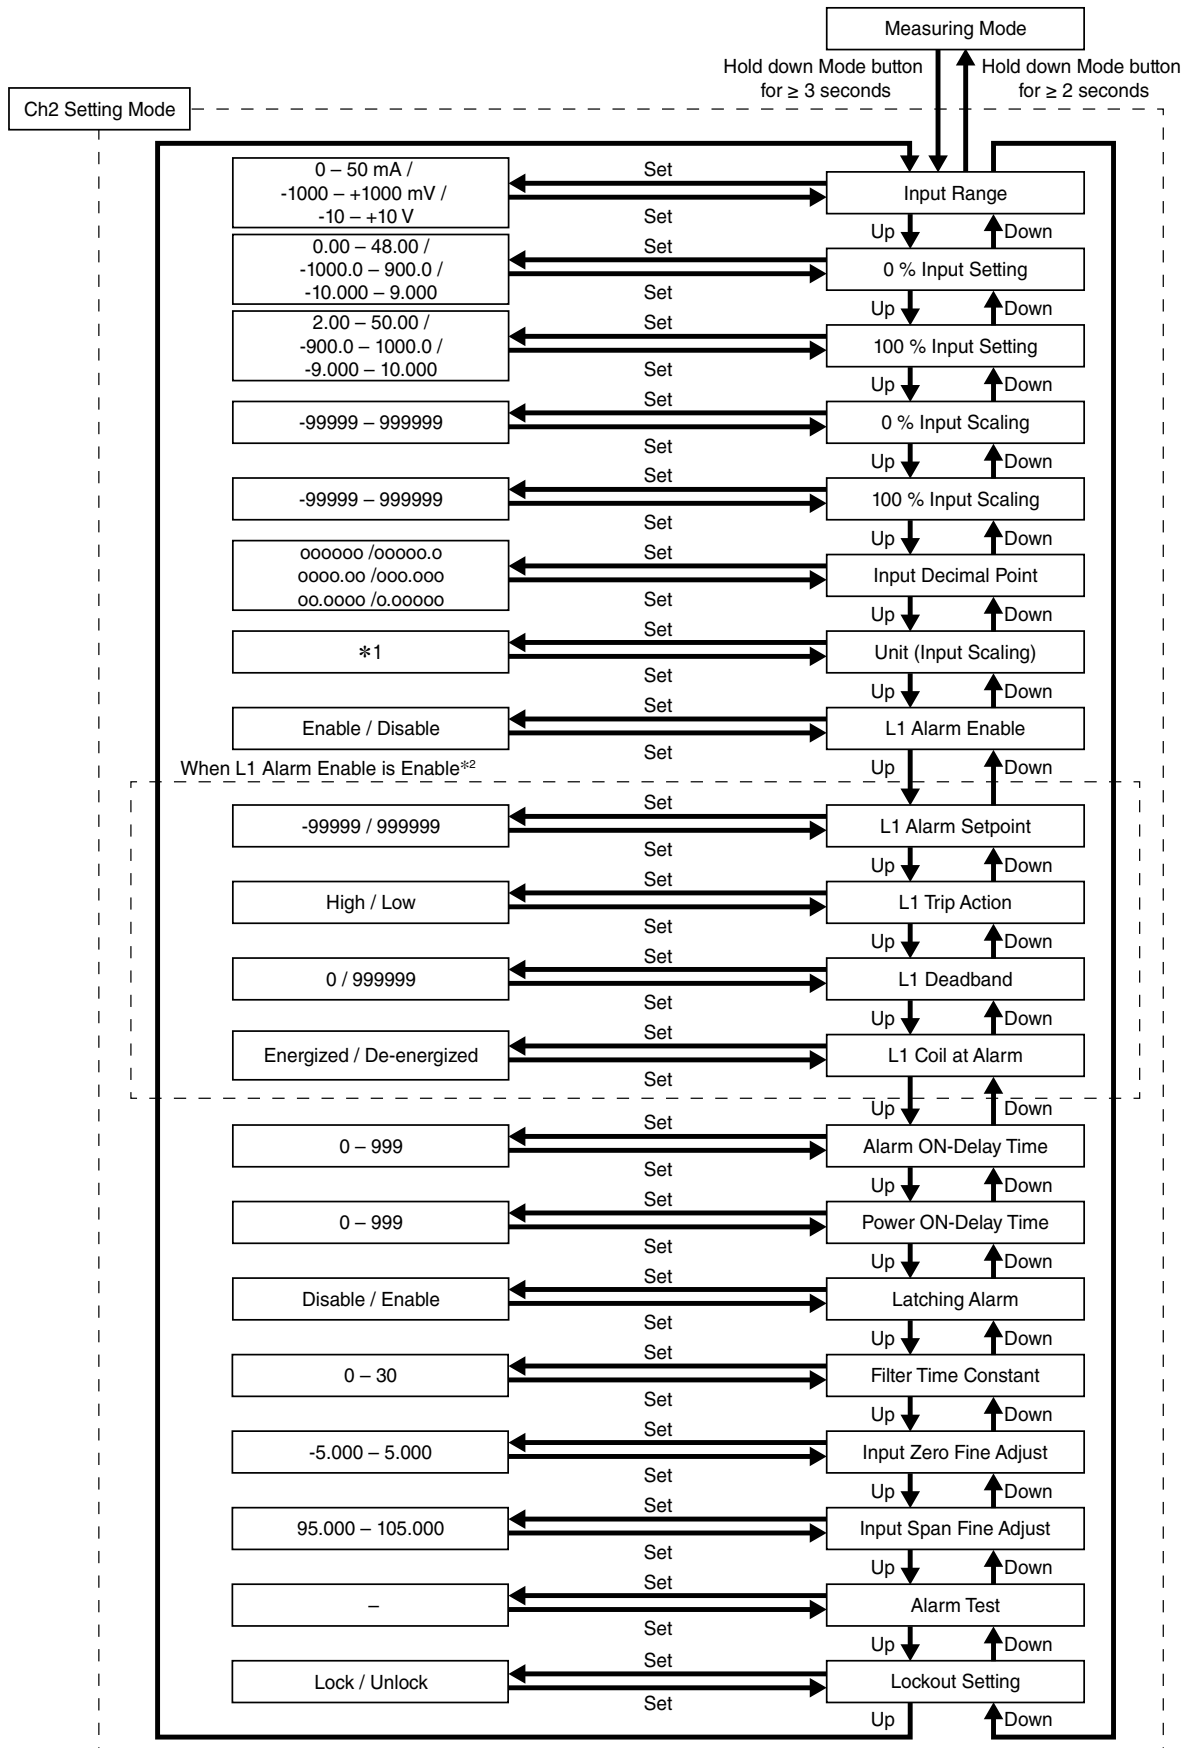 Measuring Mode
Hold down Mode button
for ≥ 3 seconds
Hold down Mode button
for ≥ 2 seconds
Ch2 Setting Mode
0 – 50 mA /
-1000 – +1000 mV /
-10 – +10 V
Set
Set
Input Range
Up
Down
0.00 – 48.00 /
-1000.0 – 900.0 /
-10.000 – 9.000
Set
Set
0 % Input Setting
Up
Down
2.00 – 50.00 /
-900.0 – 1000.0 /
-9.000 – 10.000
Set
Set
100 % Input Setting
Up
Down
-99999 – 999999
Set
Set
0 % Input Scaling
Up
Down
-99999 – 999999
Set
Set
100 % Input Scaling
Up
Down
oooooo /ooooo.o
oooo.oo /ooo.ooo
oo.oooo /o.ooooo
Set
Set
Input Decimal Point
Up
Down
*1
Set
Set
Unit (Input Scaling)
Up
Down
Enable / Disable
Set
Set
L1 Alarm Enable
Up
Down
When L1 Alarm Enable is Enable*2
-99999 / 999999
Set
Set
L1 Alarm Setpoint
Up
Down
High / Low
Set
Set
L1 Trip Action
Up
Down
0 / 999999
Set
Set
L1 Deadband
Up
Down
Energized / De-energized
Set
Set
L1 Coil at Alarm
Up
Down
0 – 999
Set
Set
Alarm ON-Delay Time
Up
Down
0 – 999
Set
Set
Power ON-Delay Time
Up
Down
Disable / Enable
Set
Set
Latching Alarm
Up
Down
0 – 30
Set
Set
Filter Time Constant
Up
Down
-5.000 – 5.000
Set
Set
Input Zero Fine Adjust
Up
Down
95.000 – 105.000
Set
Set
Input Span Fine Adjust
Up
Down
–
Set
Set
Alarm Test
Up
Down
Lock / Unlock
Set
Set
Lockout Setting
Up
Down